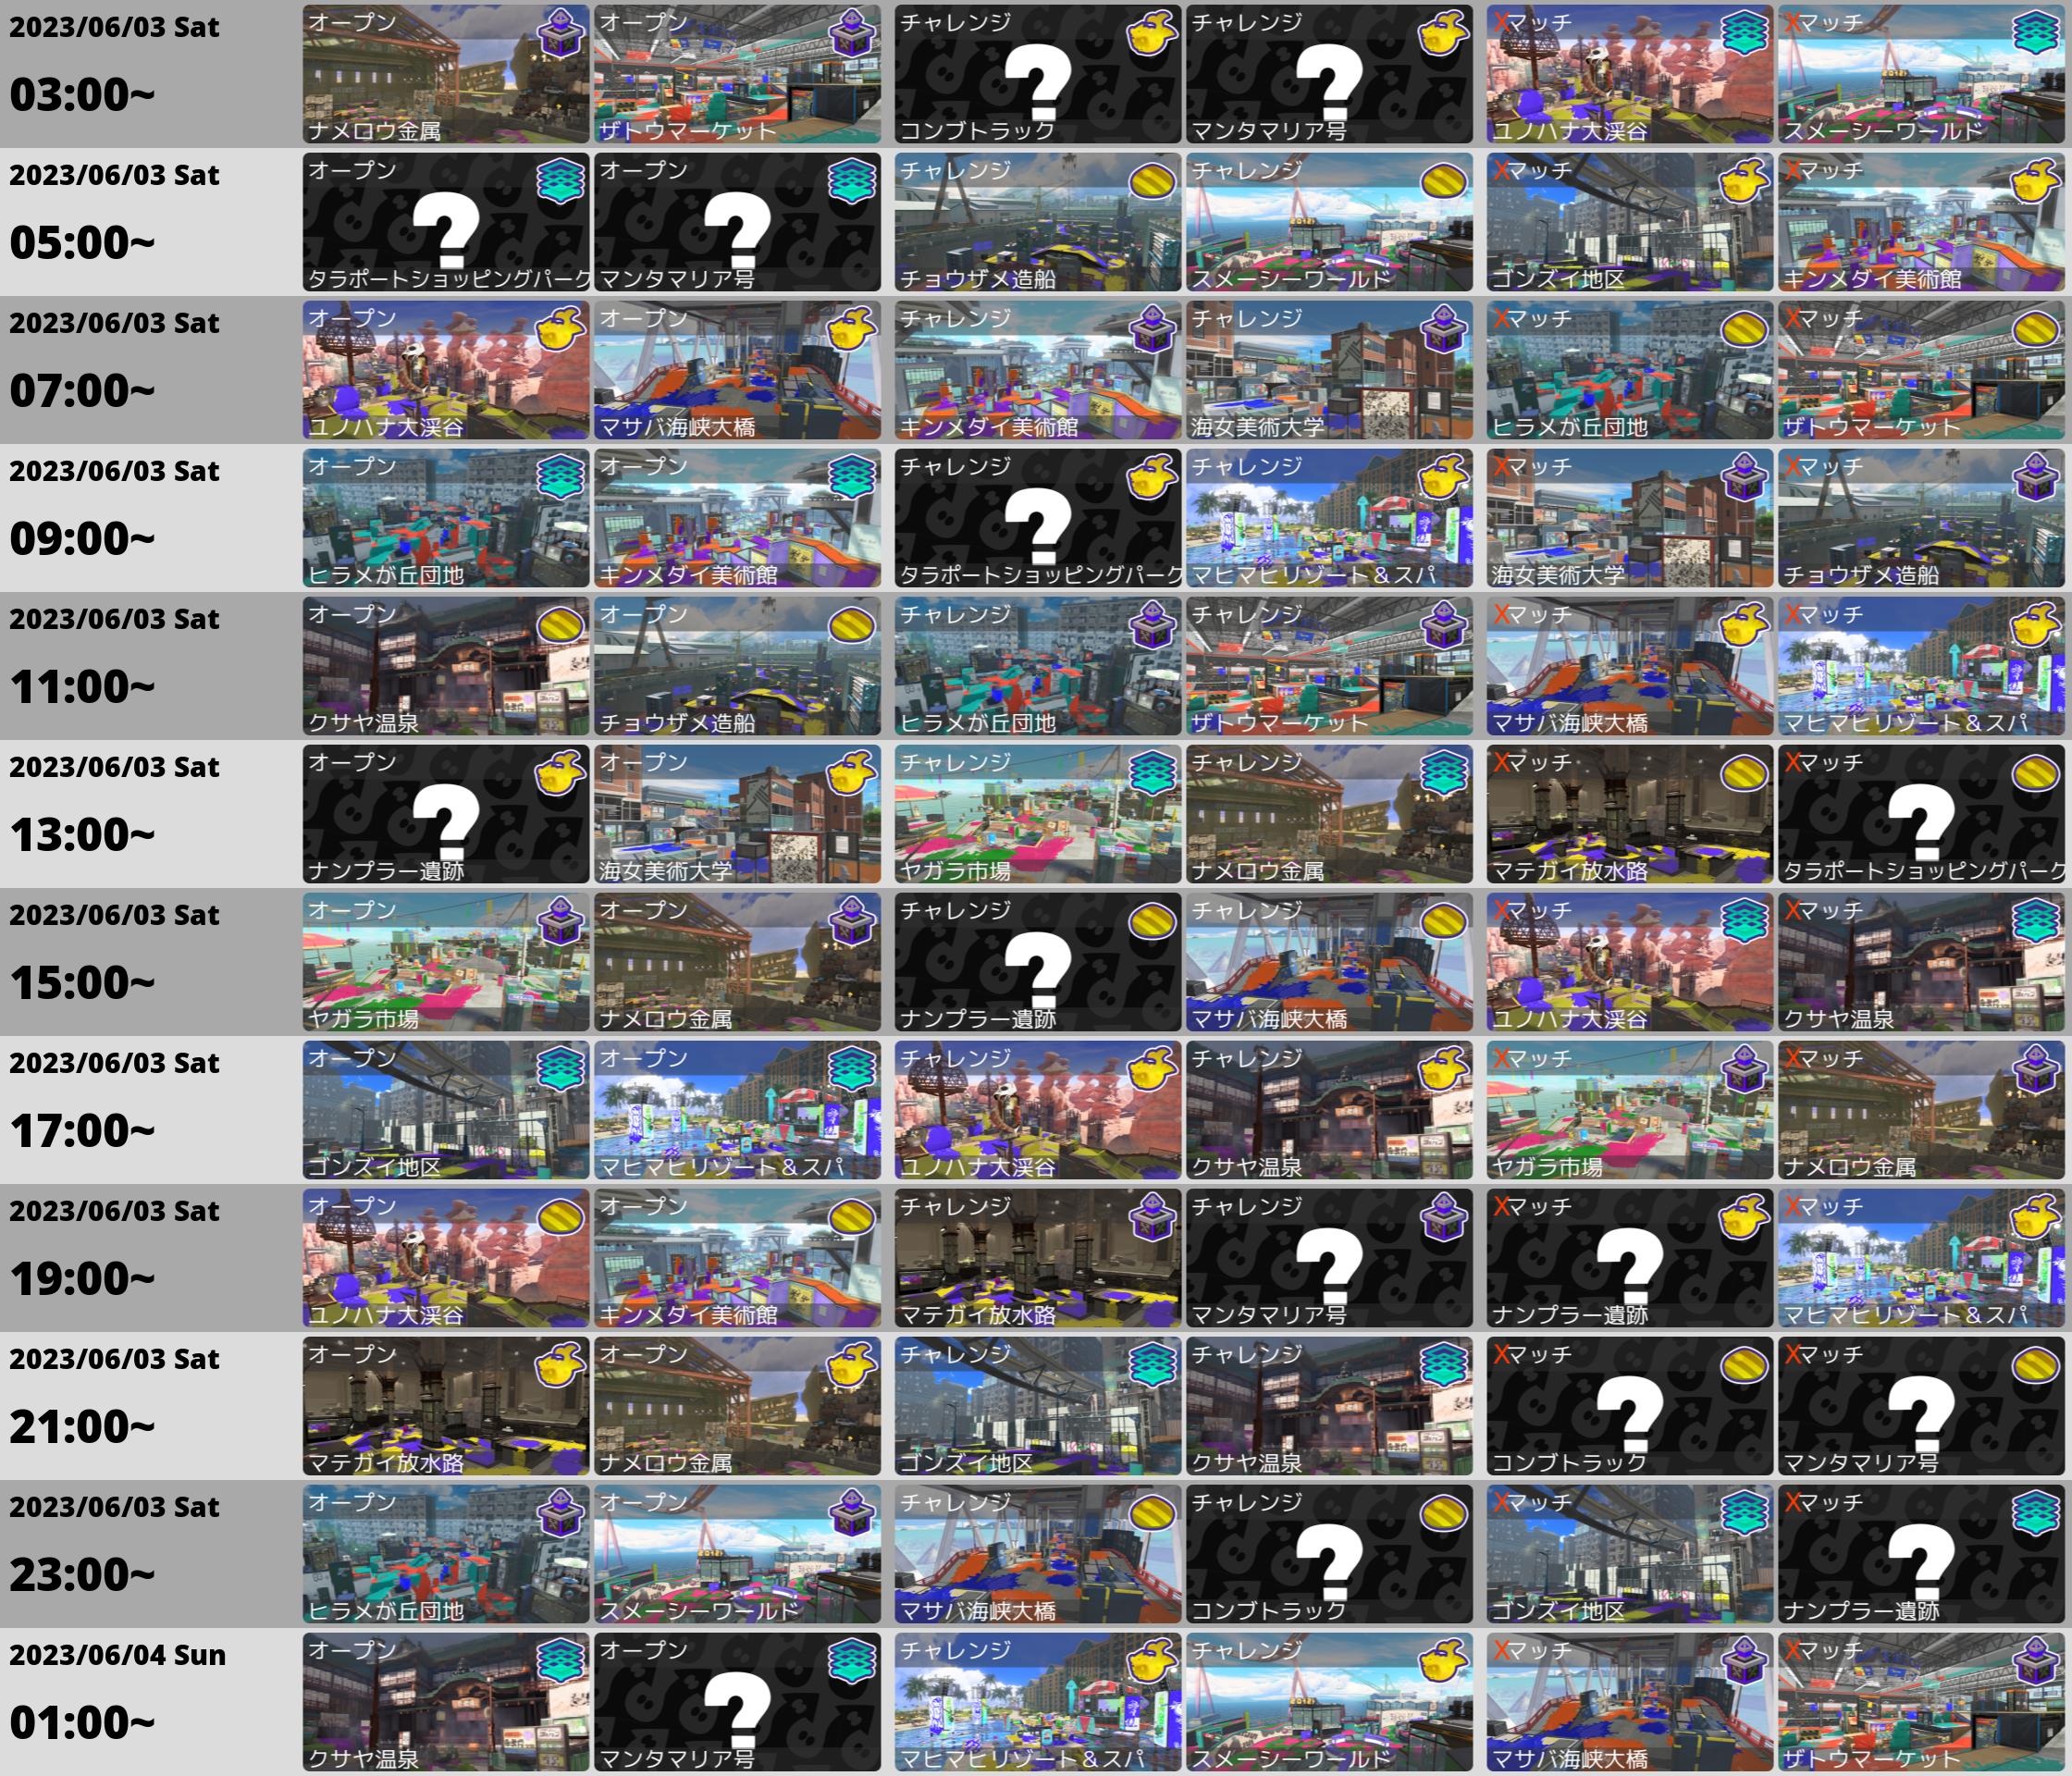 2023/06/03 Sat
03:00~
オープン オープン チャレンジ チャレンジ Xマッチ Xマッチ
ナメロウ金属 ザトウマーケット コンブトラック マンタマリア号 ユノハナ大渓谷 スメーシーワールド
2023/06/03 Sat
05:00~
オープン オープン チャレンジ チャレンジ Xマッチ Xマッチ
タラポートショッピングパーク マンタマリア号 チョウザメ造船 スメーシーワールド ゴンズイ地区 キンメダイ美術館
2023/06/03 Sat
07:00~
オープン オープン チャレンジ チャレンジ Xマッチ Xマッチ
ユノハナ大渓谷 マサバ海峡大橋 キンメダイ美術館 海女美術大学 ヒラメが丘団地 ザトウマーケット
2023/06/03 Sat
09:00~
オープン オープン チャレンジ チャレンジ Xマッチ Xマッチ
ヒラメが丘団地 キンメダイ美術館 タラポートショッピングパーク マヒマヒリゾート＆スパ 海女美術大学 チョウザメ造船
2023/06/03 Sat
11:00~
オープン オープン チャレンジ チャレンジ Xマッチ Xマッチ
クサヤ温泉 チョウザメ造船 ヒラメが丘団地 ザトウマーケット マサバ海峡大橋 マヒマヒリゾート＆スパ
2023/06/03 Sat
13:00~
オープン オープン チャレンジ チャレンジ Xマッチ Xマッチ
ナンプラー遺跡 海女美術大学 ヤガラ市場 ナメロウ金属 マテガイ放水路 タラポートショッピングパーク
2023/06/03 Sat
15:00~
オープン オープン チャレンジ チャレンジ Xマッチ Xマッチ
ヤガラ市場 ナメロウ金属 ナンプラー遺跡 マサバ海峡大橋 ユノハナ大渓谷 クサヤ温泉
2023/06/03 Sat
17:00~
オープン オープン チャレンジ チャレンジ Xマッチ Xマッチ
ゴンズイ地区 マヒマヒリゾート＆スパ ユノハナ大渓谷 クサヤ温泉 ヤガラ市場 ナメロウ金属
2023/06/03 Sat
19:00~
オープン オープン チャレンジ チャレンジ Xマッチ Xマッチ
ユノハナ大渓谷 キンメダイ美術館 マテガイ放水路 マンタマリア号 ナンプラー遺跡 マヒマヒリゾート＆スパ
2023/06/03 Sat
21:00~
オープン オープン チャレンジ チャレンジ Xマッチ Xマッチ
マテガイ放水路 ナメロウ金属 ゴンズイ地区 クサヤ温泉 コンブトラック マンタマリア号
2023/06/03 Sat
23:00~
オープン オープン チャレンジ チャレンジ Xマッチ Xマッチ
ヒラメが丘団地 スメーシーワールド マサバ海峡大橋 コンブトラック ゴンズイ地区 ナンプラー遺跡
2023/06/04 Sun
01:00~
オープン オープン チャレンジ チャレンジ Xマッチ Xマッチ
クサヤ温泉 マンタマリア号 マヒマヒリゾート＆スパ スメーシーワールド マサバ海峡大橋 ザトウマーケット